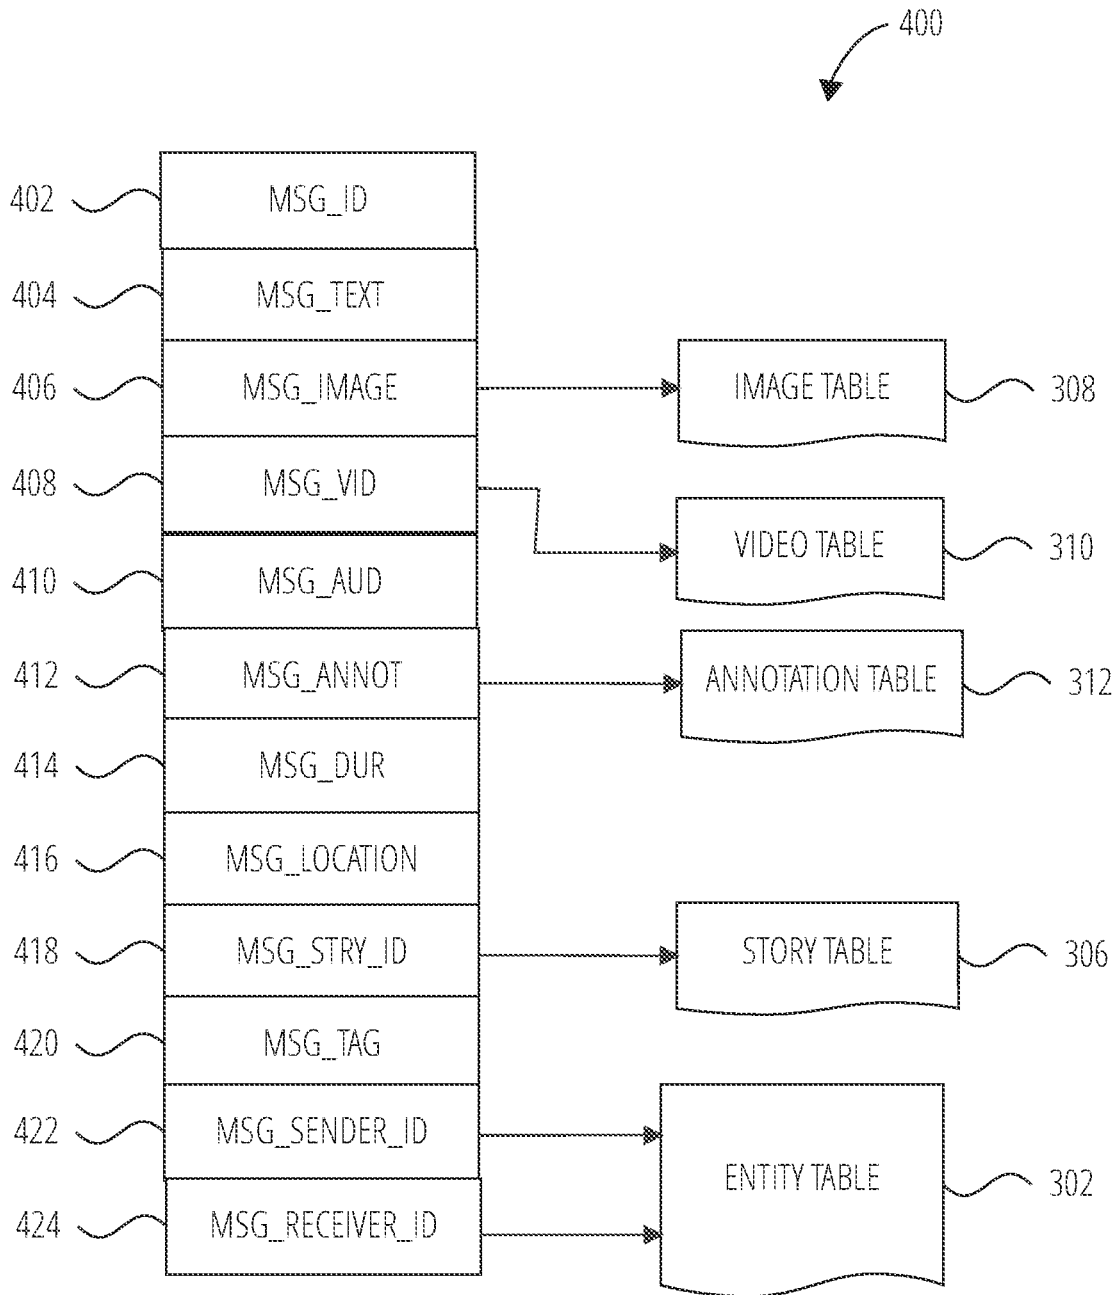 400
402 MSG_ID
404 MSG_TEXT
406 MSG_IMAGE IMAGE TABLE 308
408 MSG_VID
VIDEO TABLE 310
410 MSG_AUD
412 MSG_ANNOT ANNOTATION TABLE 312
414 MSG_DUR
416 MSG_LOCATION
418 MSG_STRY_ID STORY TABLE 306
420 MSG_TAG
422 MSG_SENDER_ID
ENTITY TABLE 302
424 MSG_RECEIVER_ID